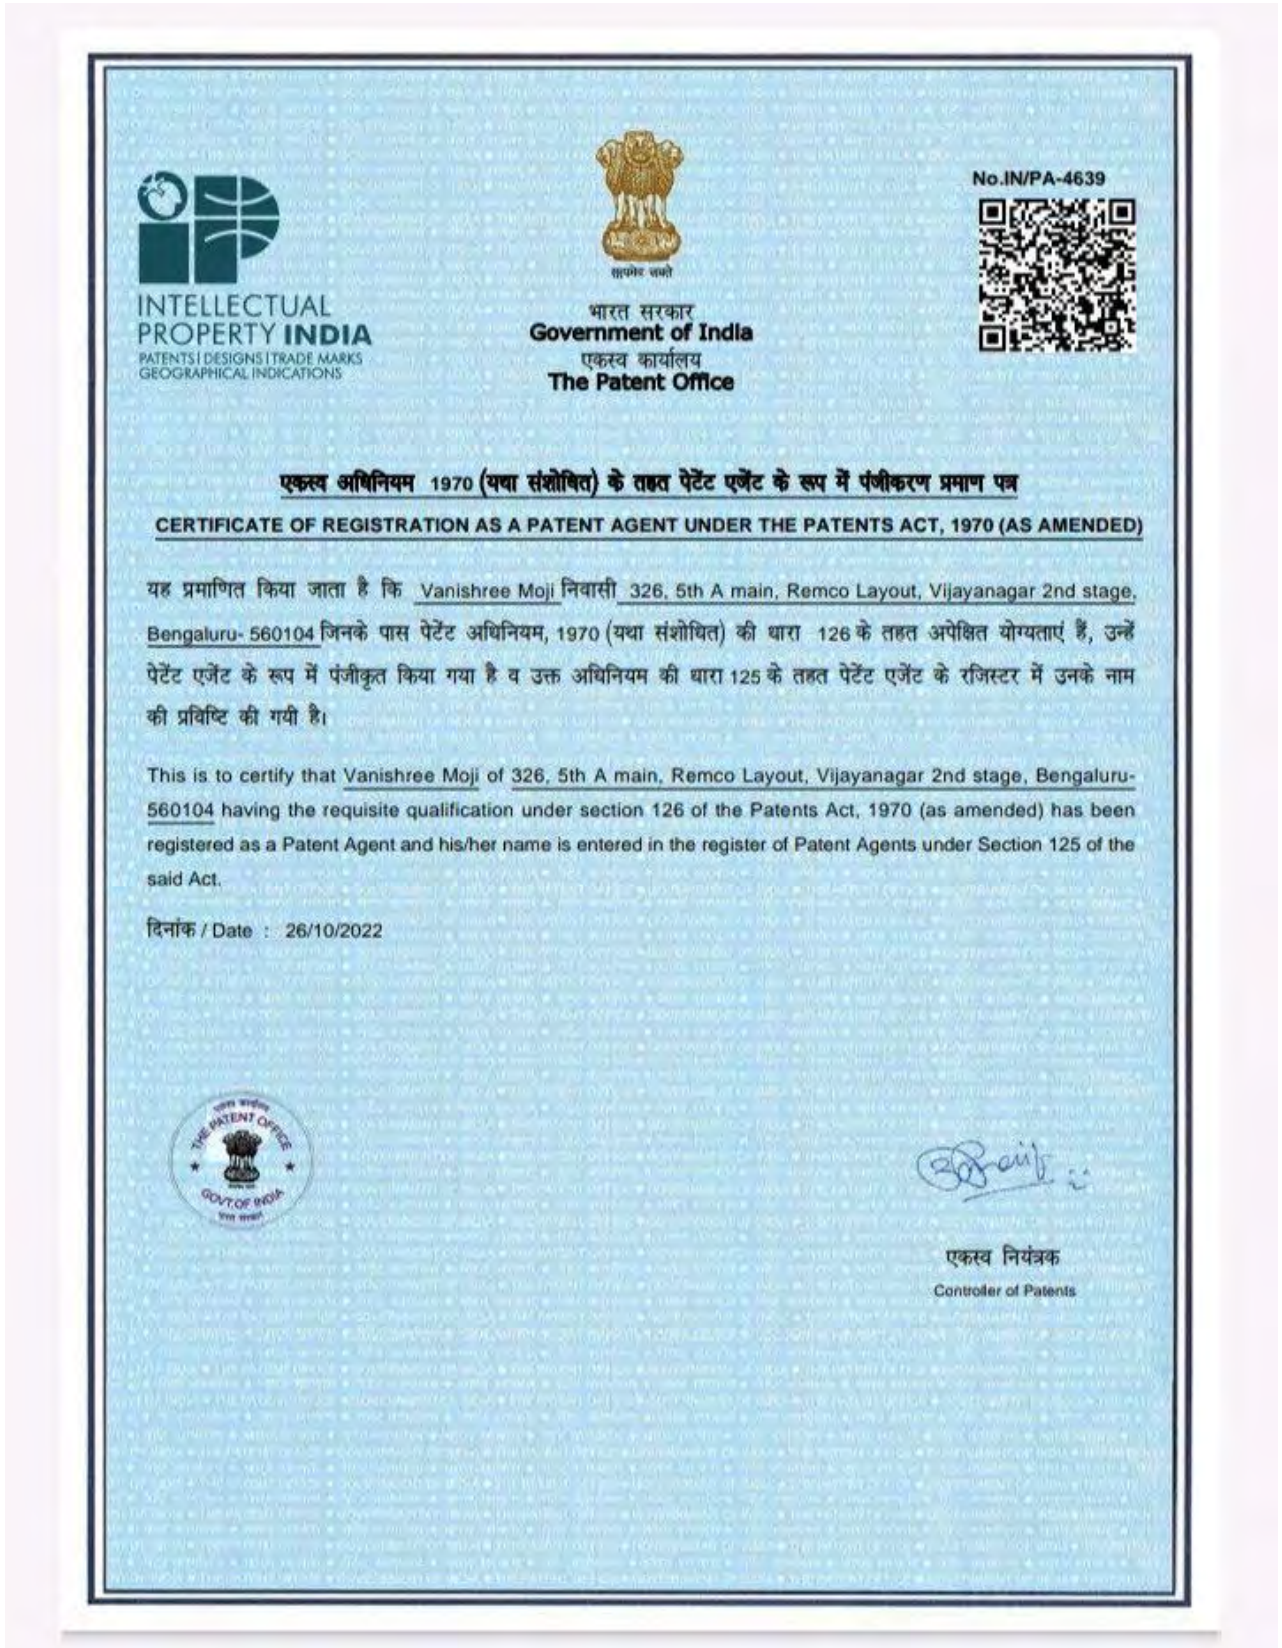 No.IN/PA-4639
iP
INTELLECTUAL
PROPERTY INDIA
PATENTS | DESIGNS | TRADE MARKS
GEOGRAPHICAL INDICATIONS
सत्यमेव जयते
भारत सरकार
Government of India
एकस्व कार्यालय
The Patent Office
एकस्व अधिनियम 1970 (यथा संशोधित) के तहत पेटेंट एजेंट के रूप में पंजीकरण प्रमाण पत्र
CERTIFICATE OF REGISTRATION AS A PATENT AGENT UNDER THE PATENTS ACT, 1970 (AS AMENDED)
यह प्रमाणित किया जाता है कि Vanishree Moji निवासी 326, 5th A main, Remco Layout, Vijayanagar 2nd stage,
Bengaluru- 560104 जिनके पास पेटेंट अधिनियम, 1970 (यथा संशोधित) की धारा 126 के तहत अपेक्षित योग्यताएं हैं, उन्हें
पेटेंट एजेंट के रूप में पंजीकृत किया गया है व उक्त अधिनियम की धारा 125 के तहत पेटेंट एजेंट के रजिस्टर में उनके नाम
की प्रविष्टि की गयी है।
This is to certify that Vanishree Moji of 326, 5th A main, Remco Layout, Vijayanagar 2nd stage, Bengaluru-
560104 having the requisite qualification under section 126 of the Patents Act, 1970 (as amended) has been
registered as a Patent Agent and his/her name is entered in the register of Patent Agents under Section 125 of the
said Act.
दिनांक / Date : 26/10/2022
एकस्व कार्यालय
THE PATENT OFFICE
GOVT.OF INDIA
भारत सरकार
एकस्व नियंत्रक
Controller of Patents